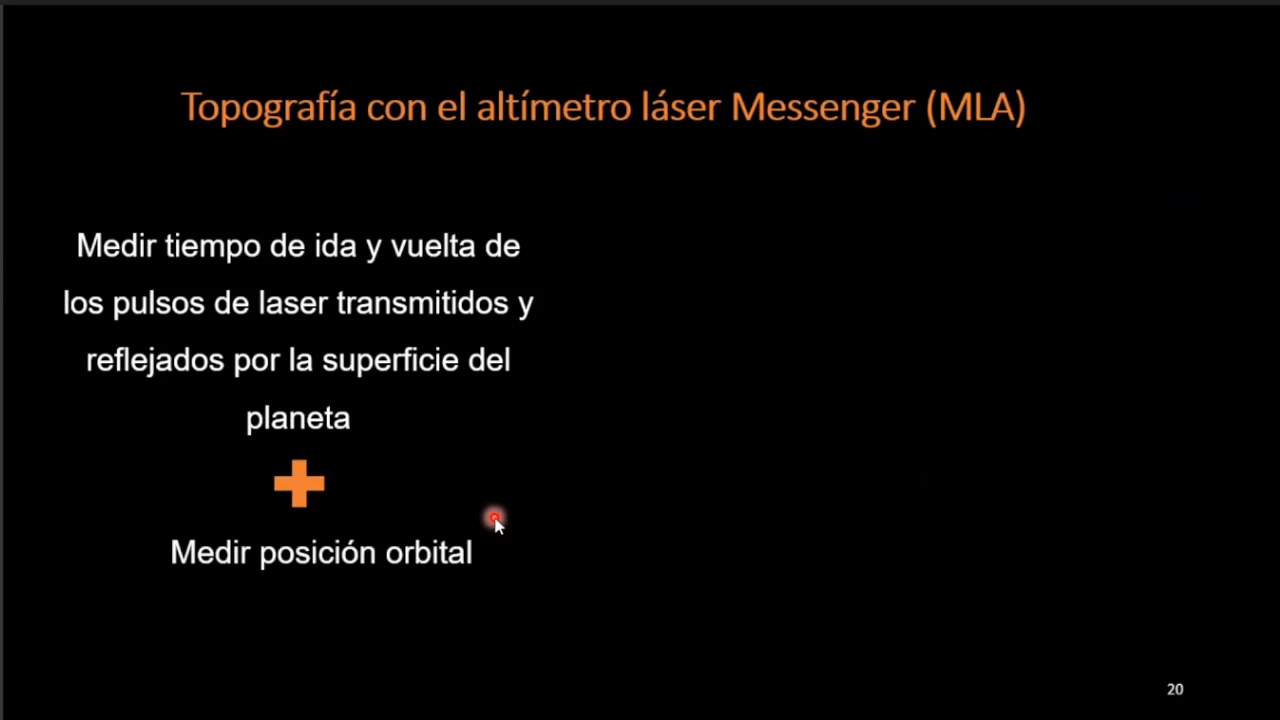 Topografía con el altímetro láser Messenger (MLA)
Medir tiempo de ida y vuelta de
los pulsos de laser transmitidos y
reflejados por la superficie del
planeta
Medir posición orbital
20